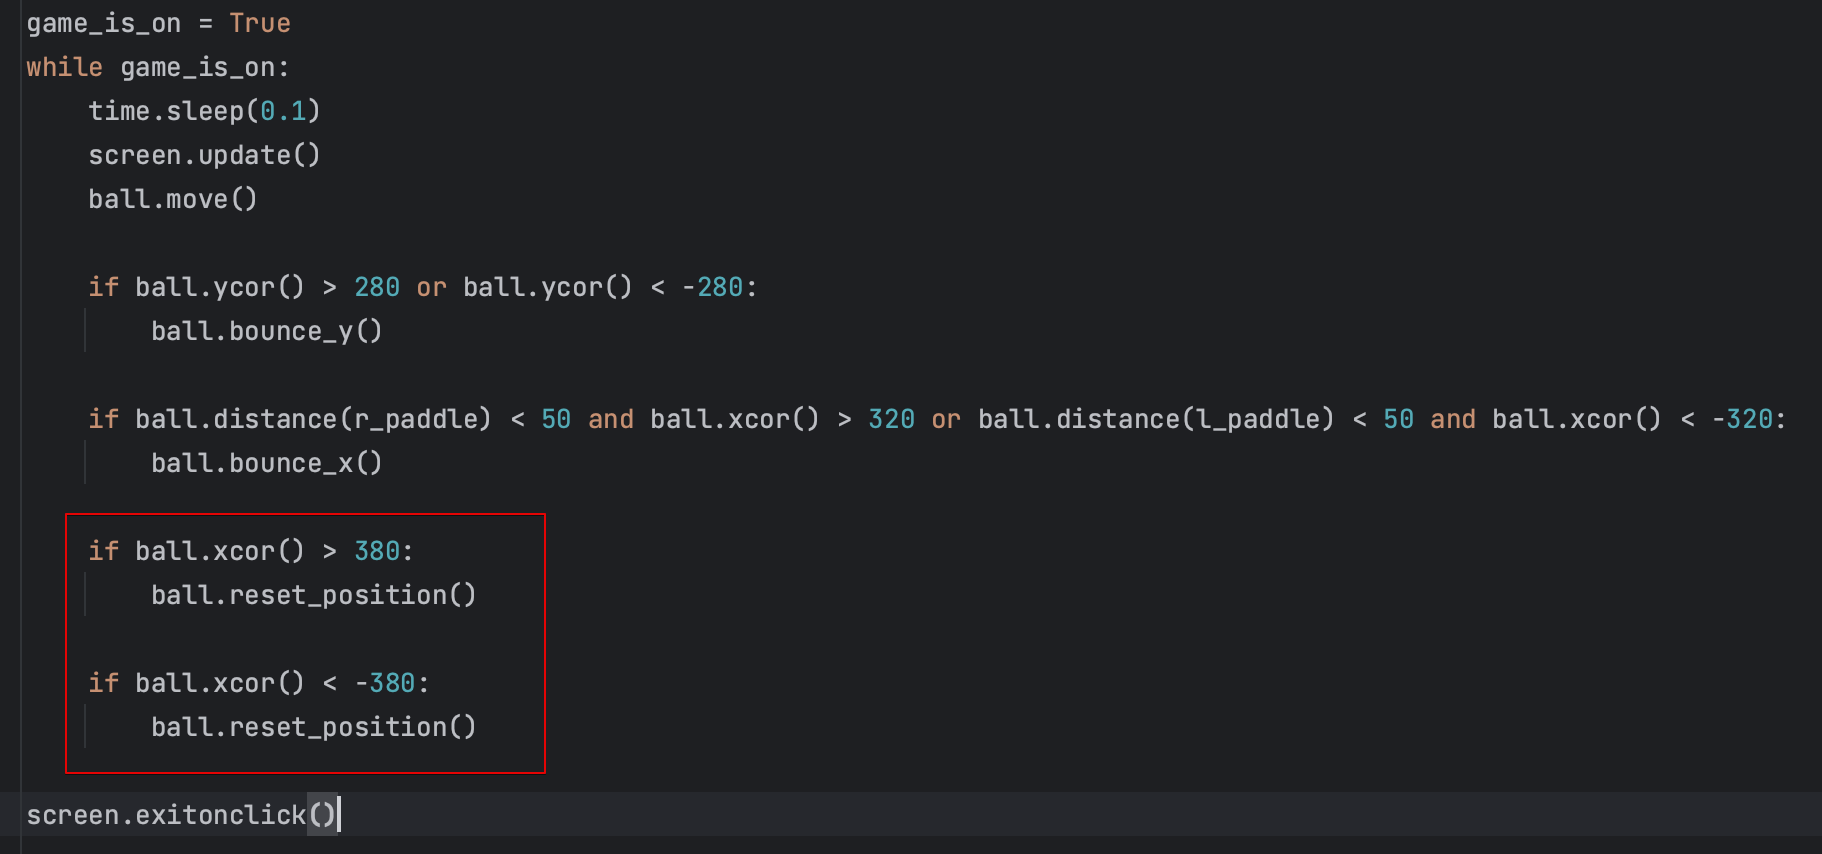 game_is_on = True
while game_is_on:
    time.sleep(0.1)
    screen.update()
    ball.move()
    if ball.ycor() > 280 or ball.ycor() < -280:
        ball.bounce_y()
    if ball.distance(r_paddle) < 50 and ball.xcor() > 320 or ball.distance(l_paddle) < 50 and ball.xcor() < -320:
        ball.bounce_x()
    if ball.xcor() > 380:
        ball.reset_position()
    if ball.xcor() < -380:
        ball.reset_position()
screen.exitonclick()